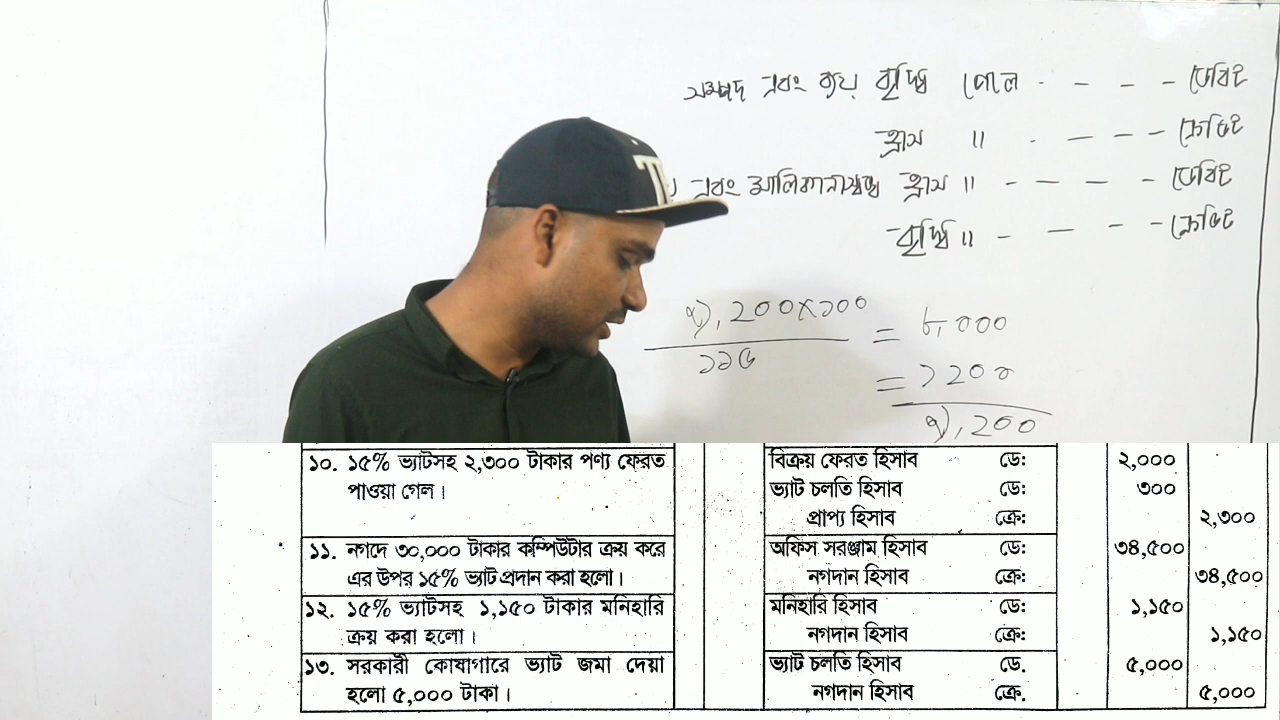 সম্পদ এবং ব্যয় বৃদ্ধি পেলে - - - - ডেবিট
হ্রাস 〃 - - - - ক্রেডিট
এবং মালিকানাস্বত্ব হ্রাস 〃 - - - - ডেবিট
বৃদ্ধি 〃 - - - - ক্রেডিট
৯,২০০×১০০
= ৮,০০০
১১৫
= ১২০০
৯,২০০
১০. ১৫% ভ্যাটসহ ২,৩০০ টাকার পণ্য ফেরত পাওয়া গেল।
বিক্রয় ফেরত হিসাব ডে: ২,০০০
ভ্যাট চলতি হিসাব ডে: ৩০০
প্রাপ্য হিসাব ক্রে: ২,৩০০
১১. নগদে ৩০,০০০ টাকার কম্পিউটার ক্রয় করে
এর উপর ১৫% ভ্যাট প্রদান করা হলো।
অফিস সরঞ্জাম হিসাব ডে: ৩৪,৫০০
নগদান হিসাব ক্রে: ৩৪,৫০০
১২. ১৫% ভ্যাটসহ ১,১৫০ টাকার মনিহারি
ক্রয় করা হলো।
মনিহারি হিসাব ডে: ১,১৫০
নগদান হিসাব ক্রে: ১,১৫০
১৩. সরকারী কোষাগারে ভ্যাট জমা দেয়া
হলো ৫,০০০ টাকা।
ভ্যাট চলতি হিসাব ডে. ৫,০০০
নগদান হিসাব ক্রে. ৫,০০০